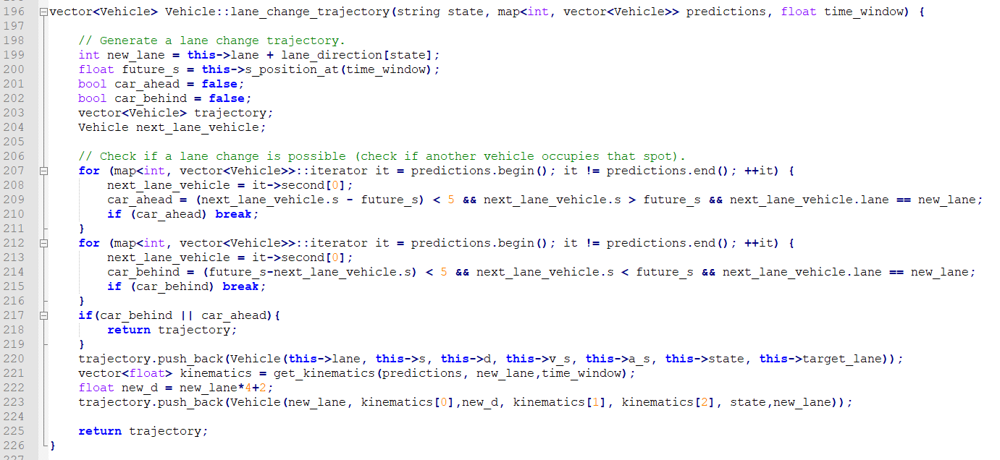 196 vector<Vehicle> Vehicle::lane_change_trajectory(string state, map<int, vector<Vehicle>> predictions, float time_window) {
197
198     // Generate a lane change trajectory.
199     int new_lane = this->lane + lane_direction[state];
200     float future_s = this->s_position_at(time_window);
201     bool car_ahead = false;
202     bool car_behind = false;
203     vector<Vehicle> trajectory;
204     Vehicle next_lane_vehicle;
205
206     // Check if a lane change is possible (check if another vehicle occupies that spot).
207     for (map<int, vector<Vehicle>>::iterator it = predictions.begin(); it != predictions.end(); ++it) {
208         next_lane_vehicle = it->second[0];
209         car_ahead = (next_lane_vehicle.s - future_s) < 5 && next_lane_vehicle.s > future_s && next_lane_vehicle.lane == new_lane;
210         if (car_ahead) break;
211     }
212     for (map<int, vector<Vehicle>>::iterator it = predictions.begin(); it != predictions.end(); ++it) {
213         next_lane_vehicle = it->second[0];
214         car_behind = (future_s-next_lane_vehicle.s) < 5 && next_lane_vehicle.s < future_s && next_lane_vehicle.lane == new_lane;
215         if (car_behind) break;
216     }
217     if(car_behind || car_ahead){
218         return trajectory;
219     }
220     trajectory.push_back(Vehicle(this->lane, this->s, this->d, this->v_s, this->a_s, this->state, this->target_lane));
221     vector<float> kinematics = get_kinematics(predictions, new_lane,time_window);
222     float new_d = new_lane*4+2;
223     trajectory.push_back(Vehicle(new_lane, kinematics[0],new_d, kinematics[1], kinematics[2], state,new_lane));
224
225     return trajectory;
226 }